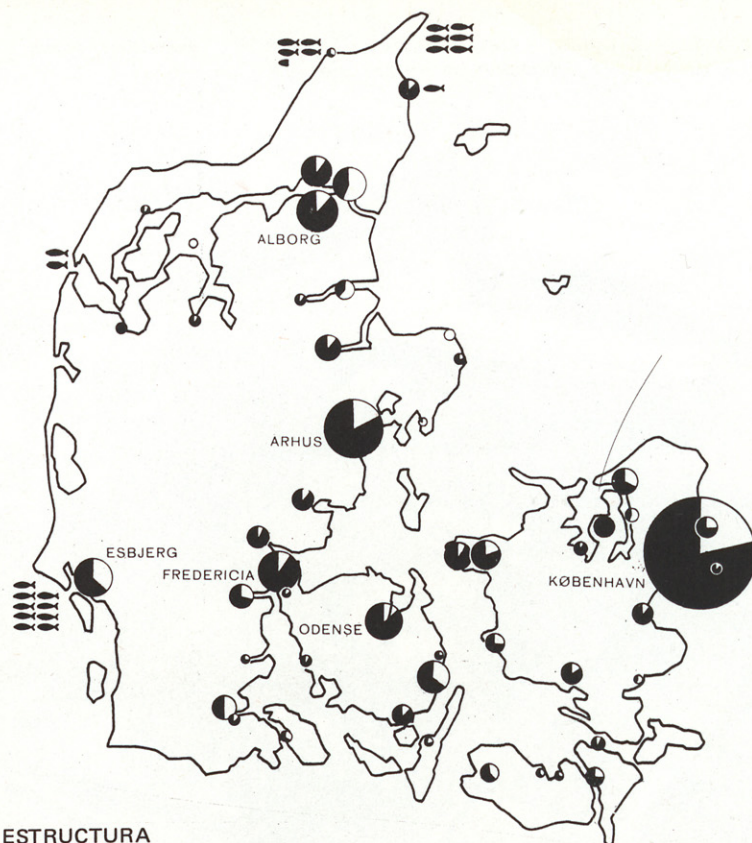 ALBORG
ARHUS
ESBJERG
FREDERICIA
KØBENHAVN
ODENSE
ESTRUCTURA